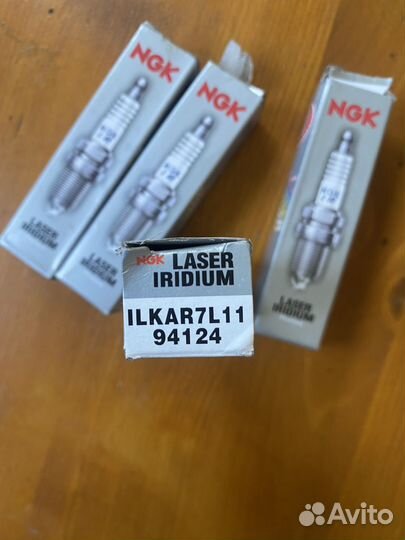 NGK
NGK
NGK
LASER
IRIDIUM
LASER
IRIDIUM
LASER
IRIDIUM
NGK LASER
IRIDIUM
ILKAR7L11
94124
Avito